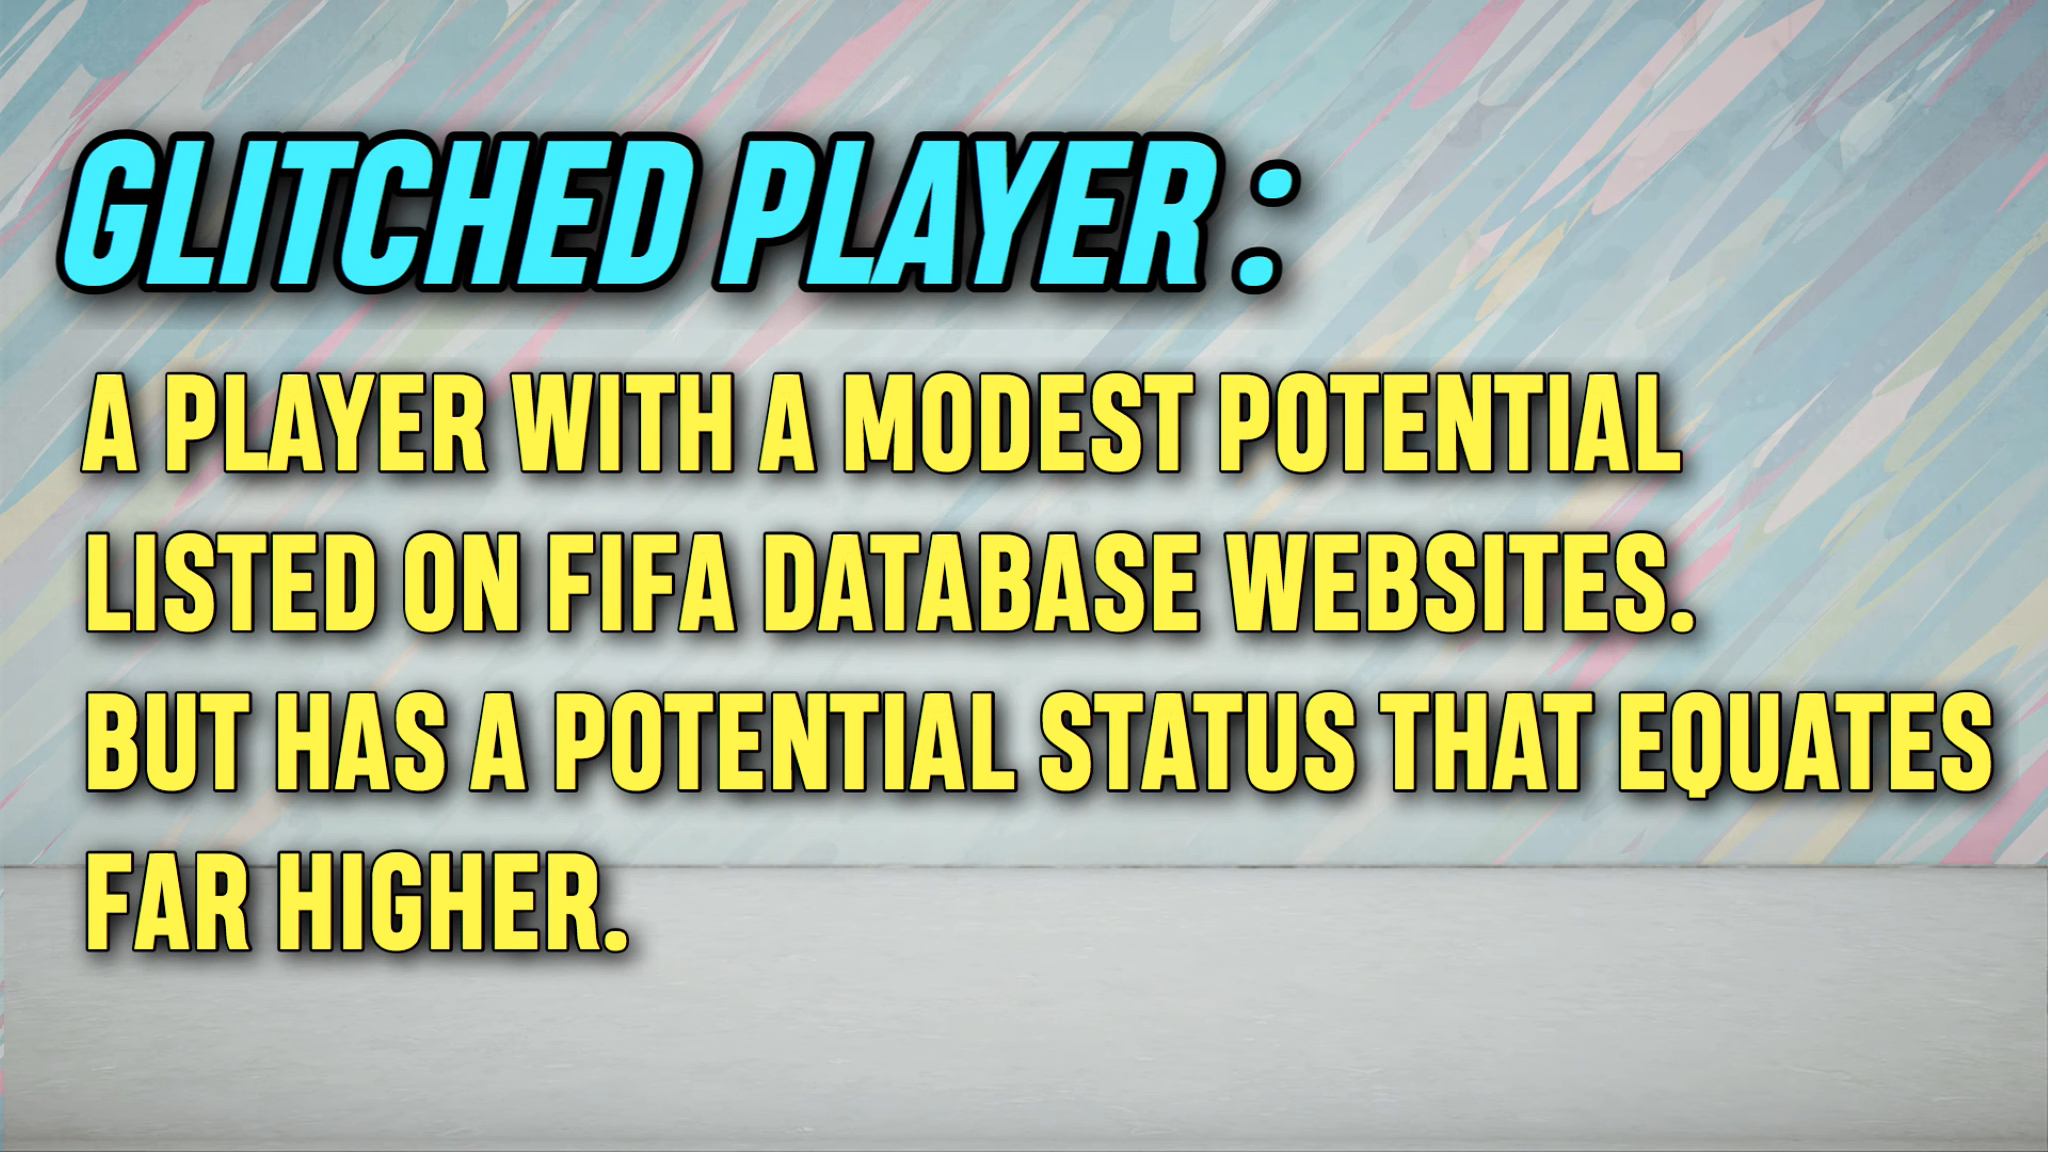 GLITCHED PLAYER :
A PLAYER WITH A MODEST POTENTIAL
LISTED ON FIFA DATABASE WEBSITES.
BUT HAS A POTENTIAL STATUS THAT EQUATES
FAR HIGHER.